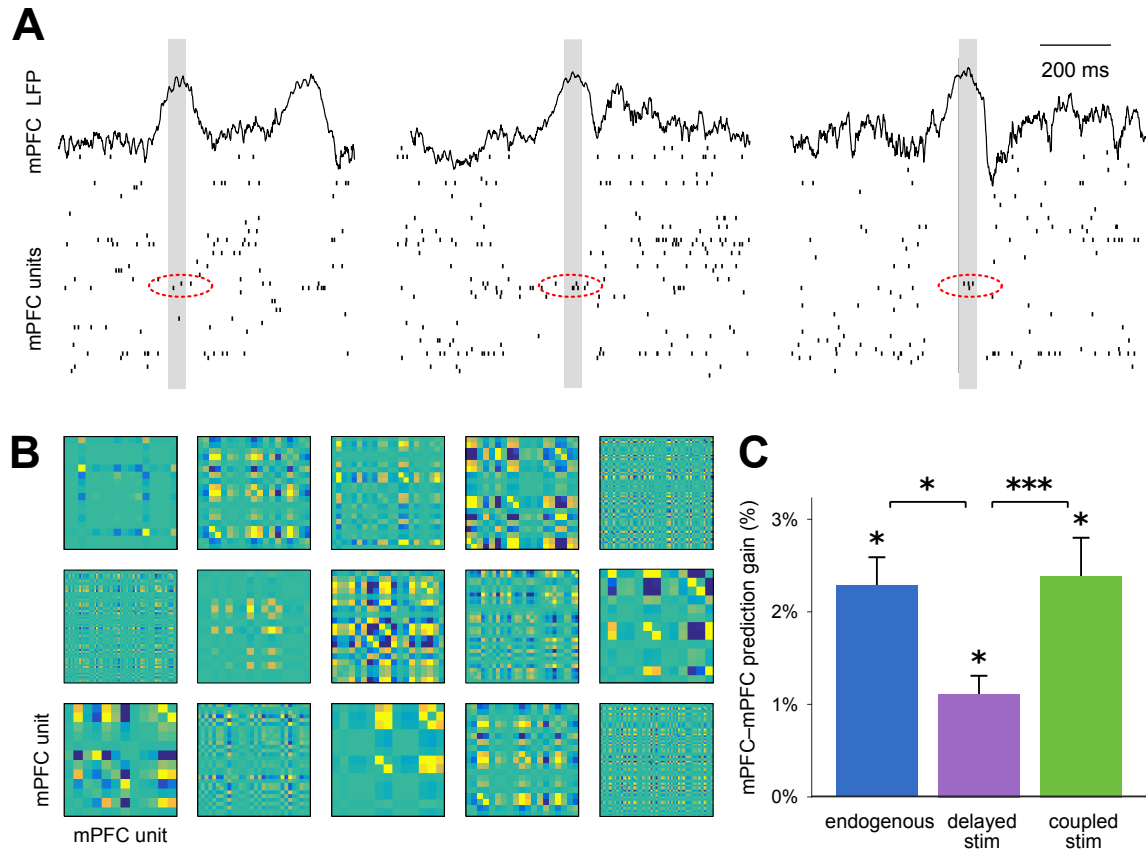 A
mPFC LFP
200 ms
mPFC units
B
mPFC unit
mPFC unit
C
mPFC–mPFC prediction gain (%)
3%
2%
1%
0%
*
***
*
*
*
endogenous
delayed stim
coupled stim